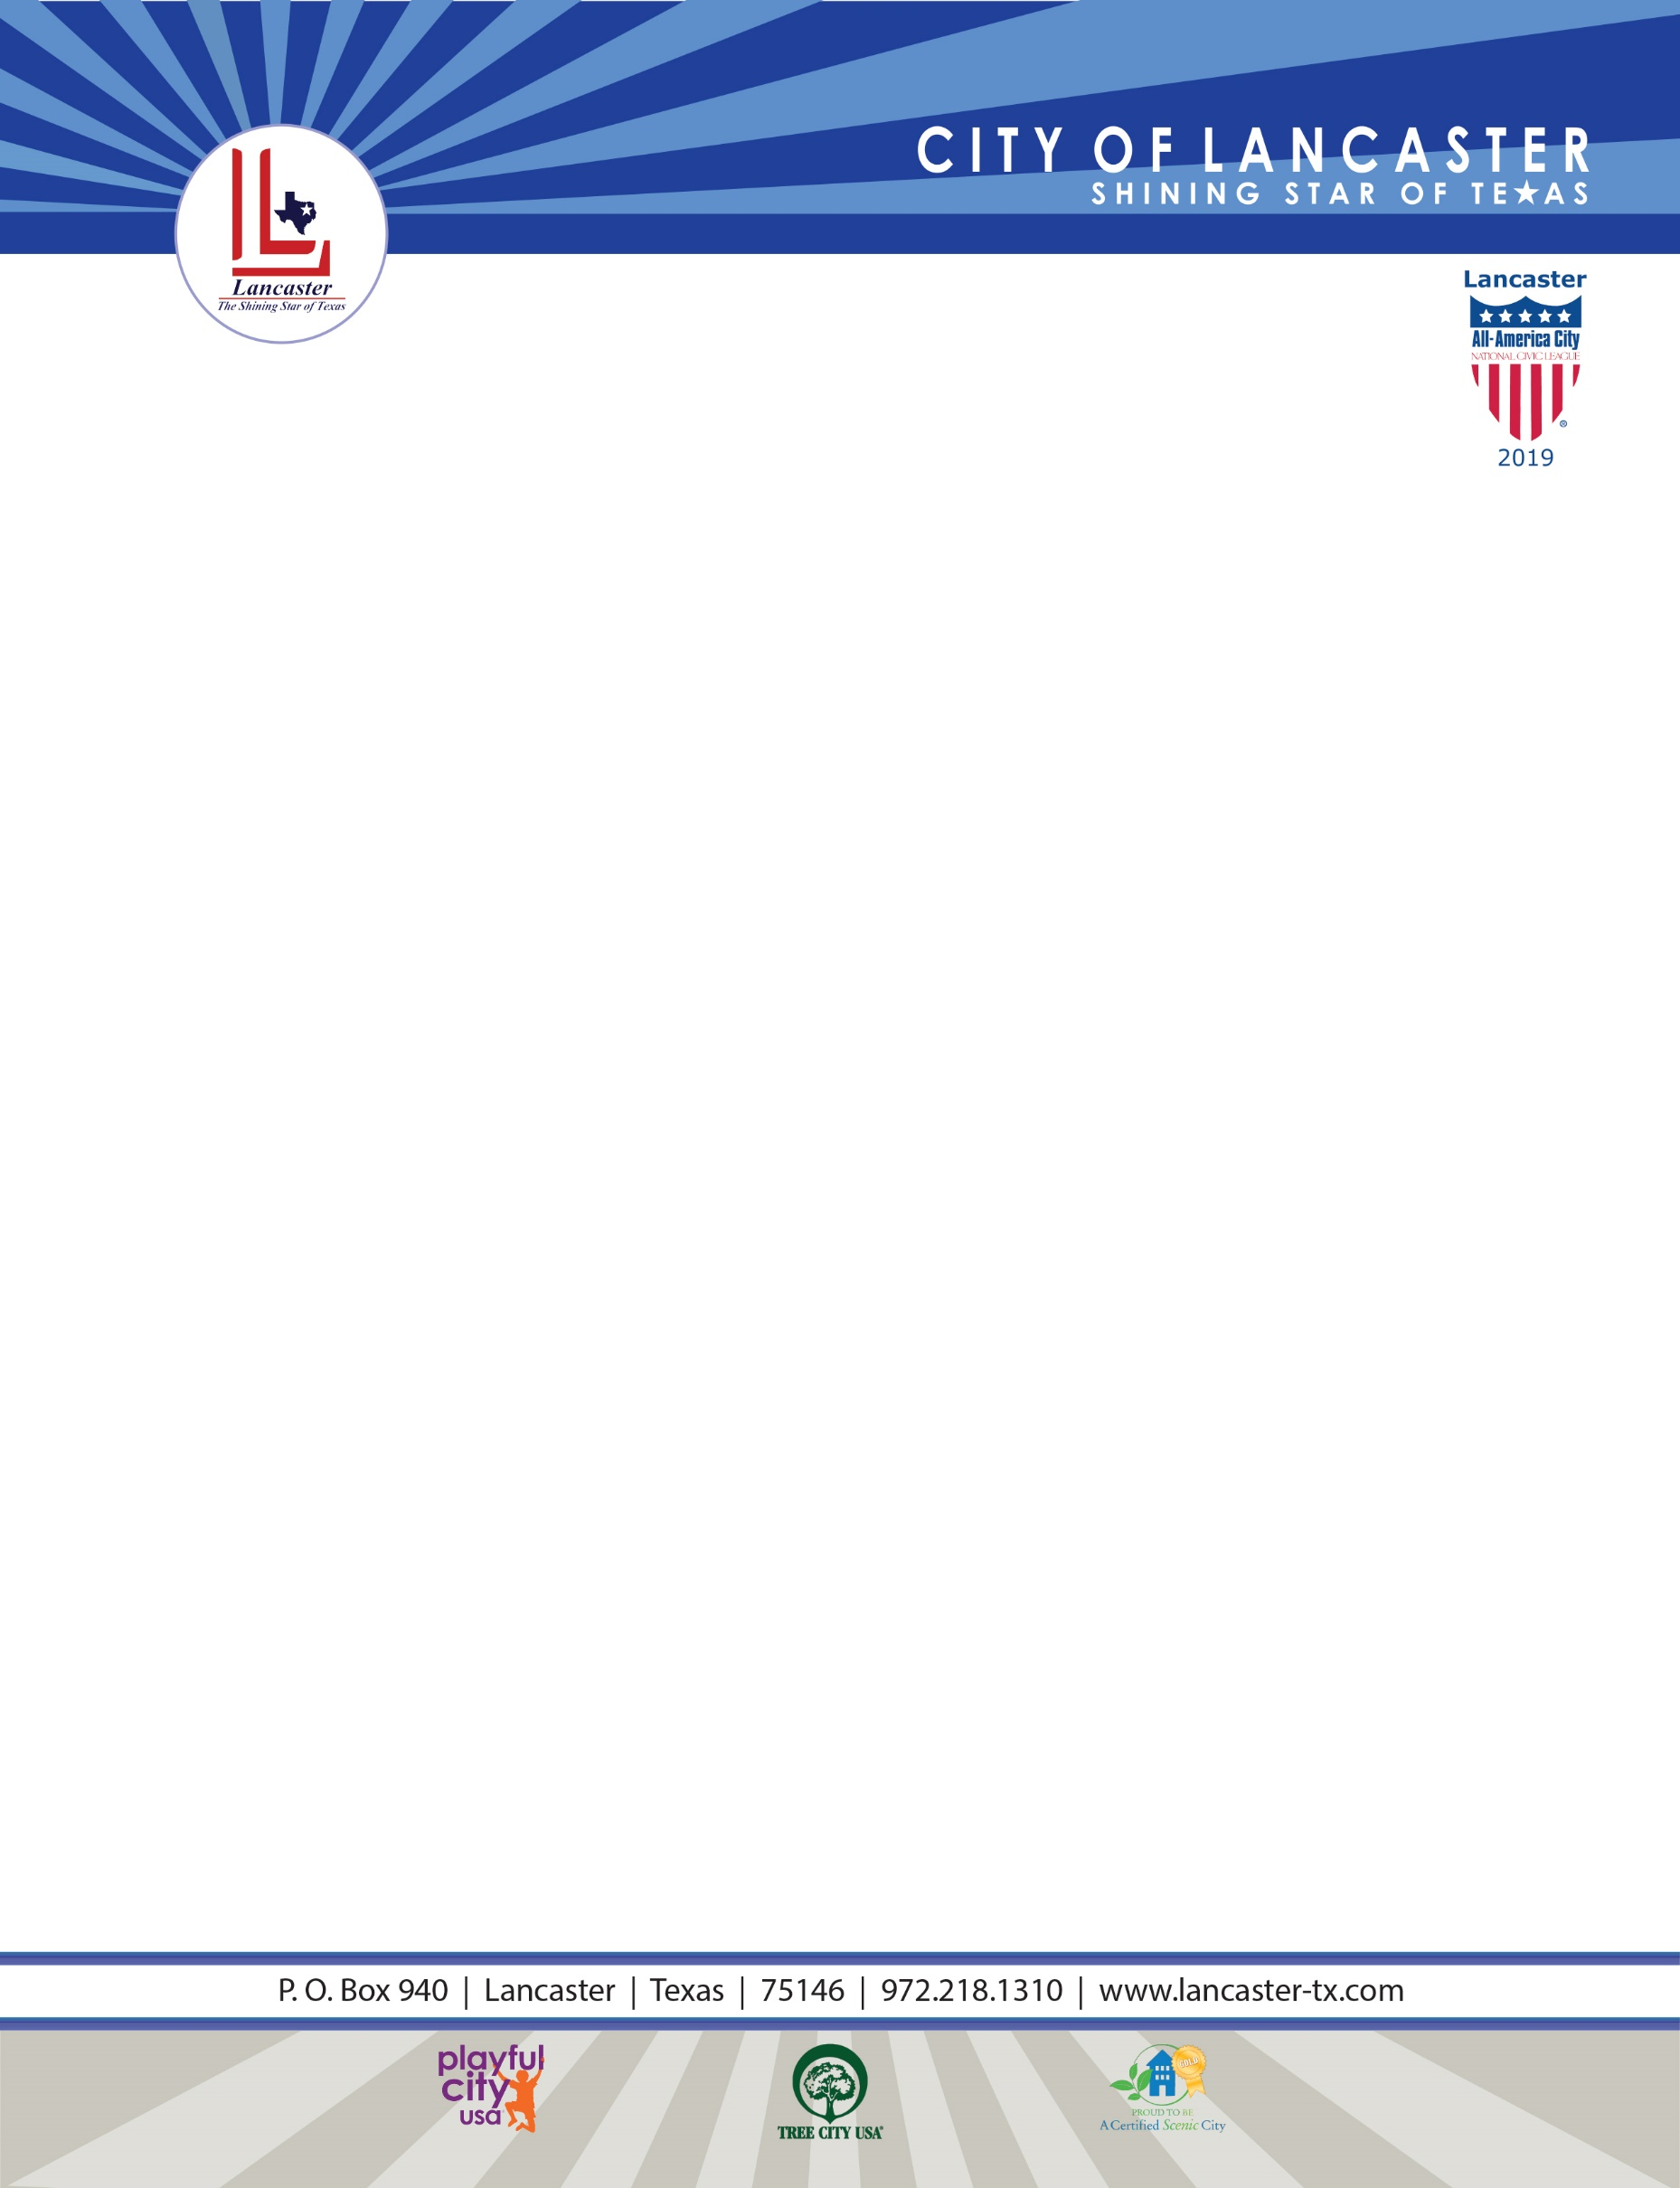 CITY OF LANCASTER
SHINING STAR OF TE★AS
Lancaster
The Shining Star of Texas
Lancaster
All-America City
NATIONAL CIVIC LEAGUE
®
2019
P. O. Box 940 | Lancaster | Texas | 75146 | 972.218.1310 | www.lancaster-tx.com
playful
city
usa
TREE CITY USA®
GOLD
PROUD TO BE
A Certified Scenic City